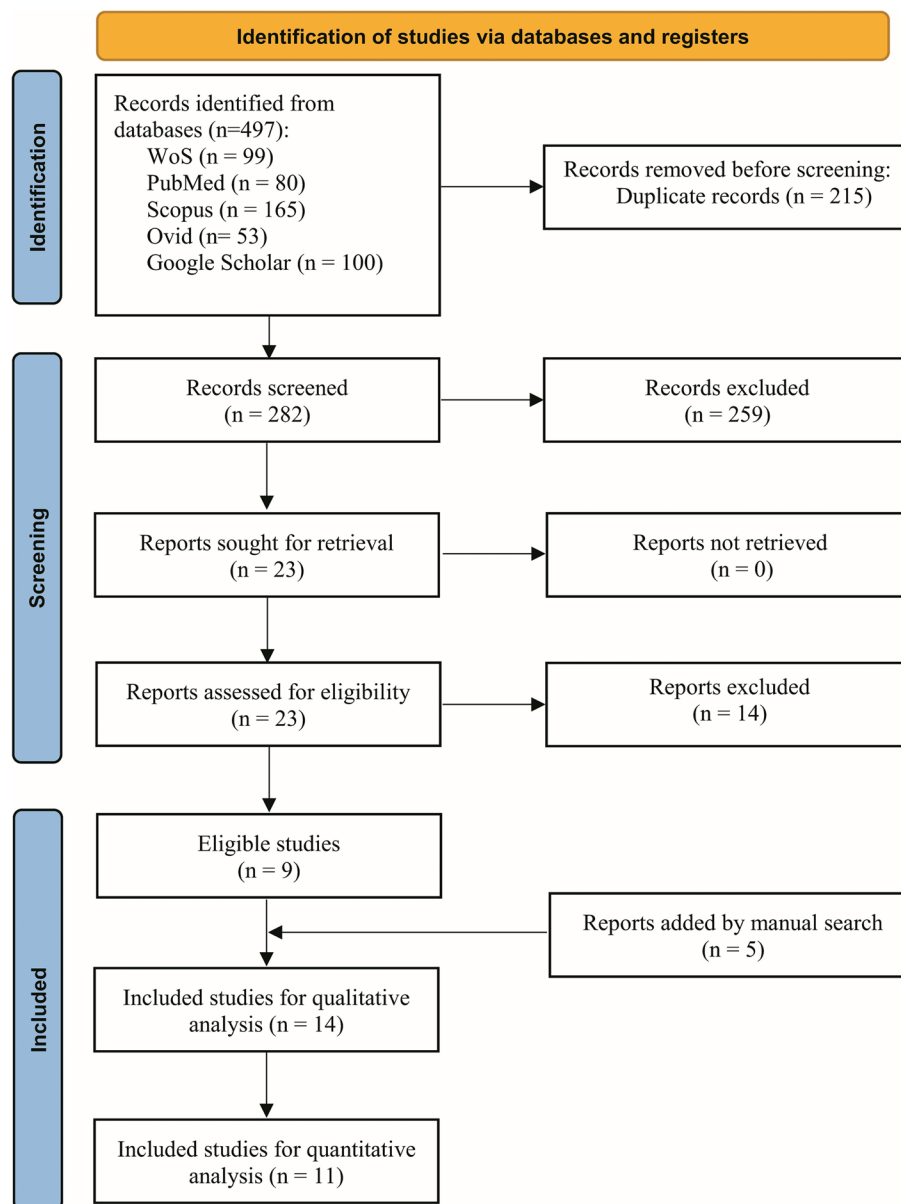 Identification of studies via databases and registers
Identification
Records identified from
databases (n=497):
WoS (n = 99)
PubMed (n = 80)
Scopus (n = 165)
Ovid (n= 53)
Google Scholar (n = 100)
Records removed before screening:
Duplicate records (n = 215)
Screening
Records screened
(n = 282)
Records excluded
(n = 259)
Reports sought for retrieval
(n = 23)
Reports not retrieved
(n = 0)
Reports assessed for eligibility
(n = 23)
Reports excluded
(n = 14)
Included
Eligible studies
(n = 9)
Reports added by manual search
(n = 5)
Included studies for qualitative
analysis (n = 14)
Included studies for quantitative
analysis (n = 11)